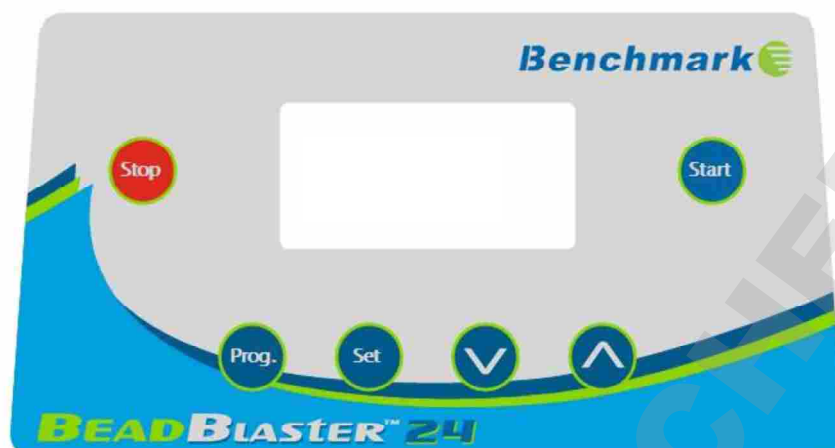 Benchmark
Stop
Start
Prog.
Set
BEADBLASTER™ 24